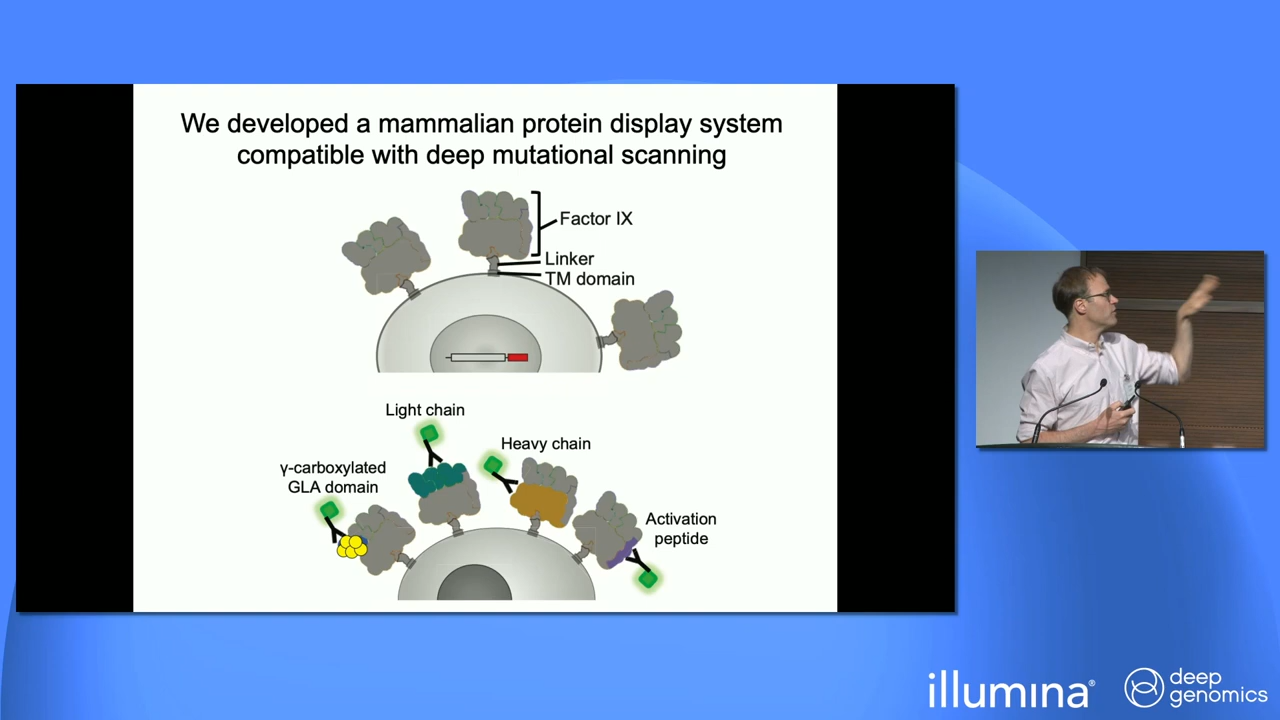 We developed a mammalian protein display system
compatible with deep mutational scanning
Factor IX
Linker
TM domain
Light chain
Heavy chain
γ-carboxylated
GLA domain
Activation
peptide
illumina®
deep
genomics